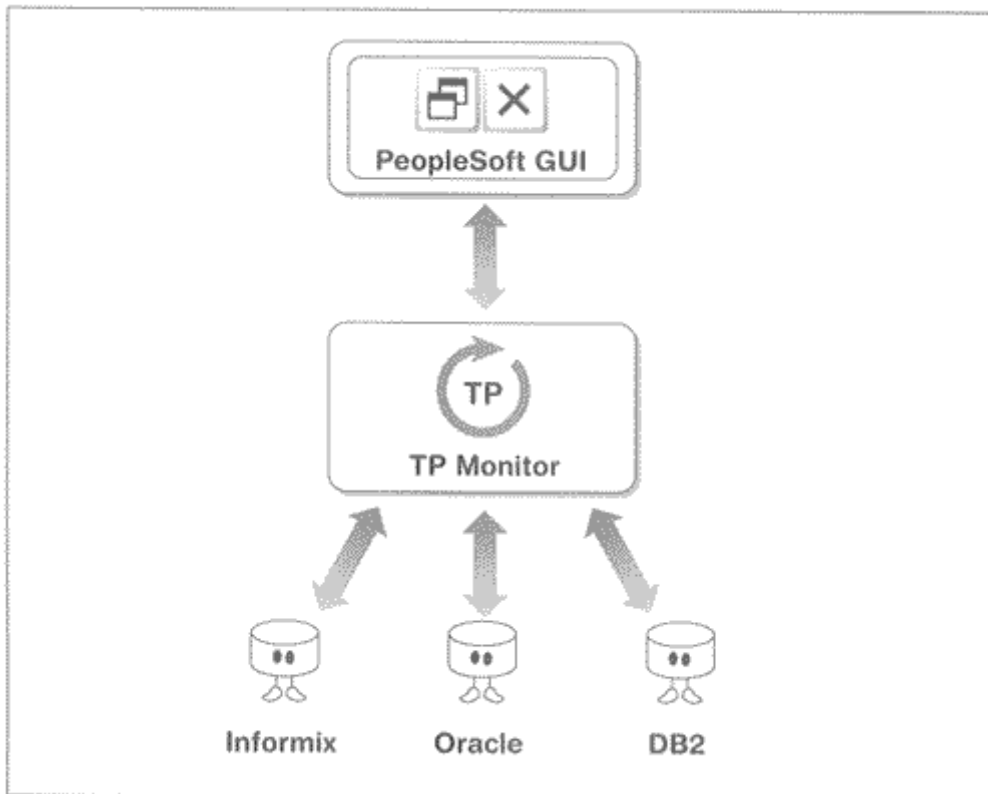 PeopleSoft GUI
TP
TP Monitor
Informix
Oracle
DB2